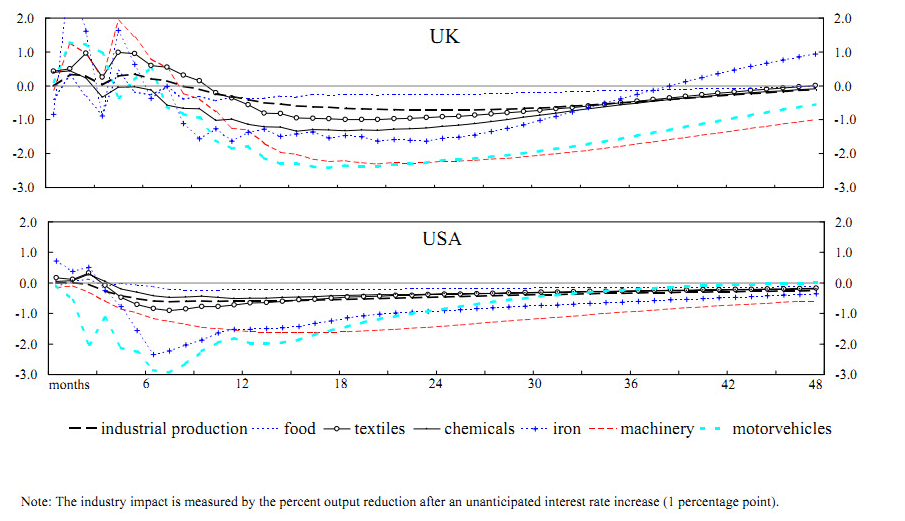 2.0 2.0
UK
1.0 1.0
0.0 0.0
-1.0 -1.0
-2.0 -2.0
-3.0 -3.0
2.0 2.0
USA
1.0 1.0
0.0 0.0
-1.0 -1.0
-2.0 -2.0
-3.0 -3.0
months 6 12 18 24 30 36 42 48
industrial production food textiles chemicals iron machinery motorvehicles
Note: The industry impact is measured by the percent output reduction after an unanticipated interest rate increase (1 percentage point).